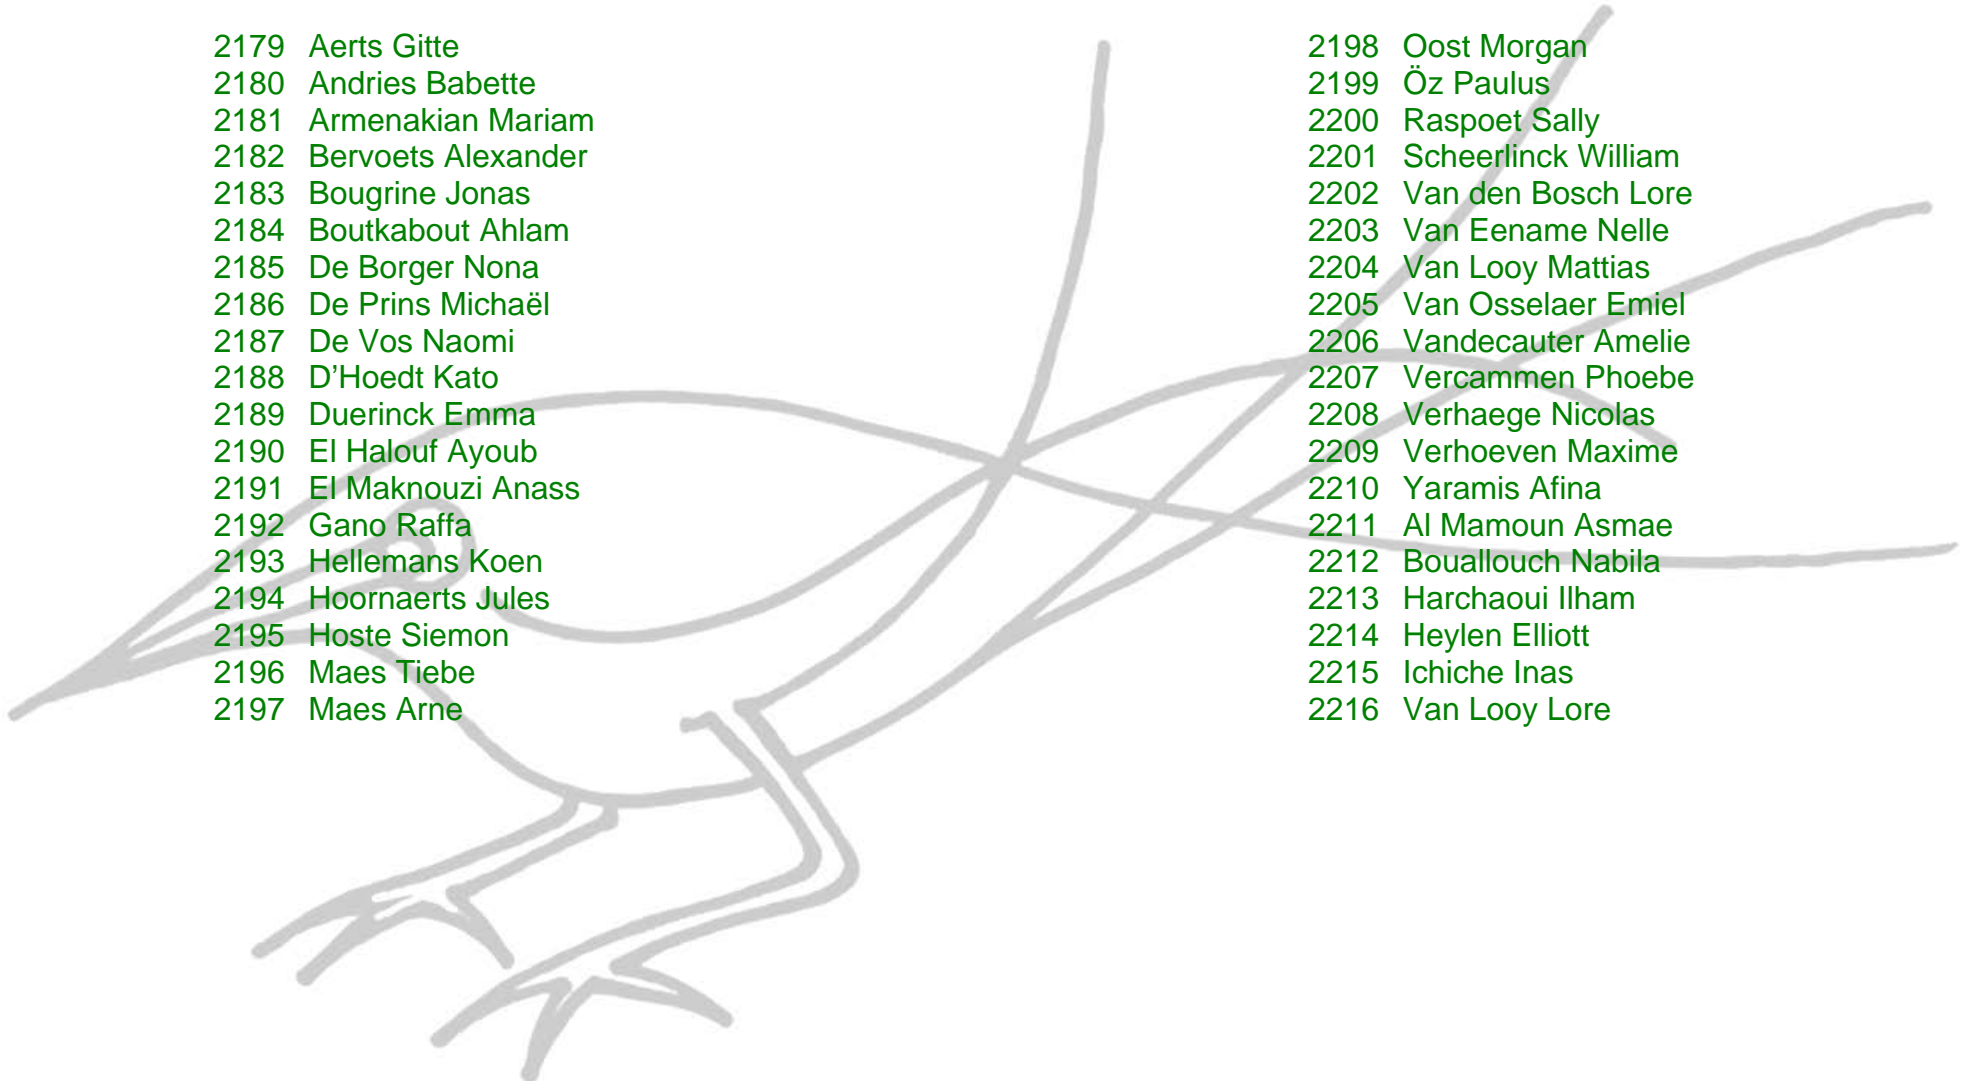 2179 Aerts Gitte
2180 Andries Babette
2181 Armenakian Mariam
2182 Bervoets Alexander
2183 Bougrine Jonas
2184 Boutkabout Ahlam
2185 De Borger Nona
2186 De Prins Michaël
2187 De Vos Naomi
2188 D’Hoedt Kato
2189 Duerinck Emma
2190 El Halouf Ayoub
2191 El Maknouzi Anass
2192 Gano Raffa
2193 Hellemans Koen
2194 Hoornaerts Jules
2195 Hoste Siemon
2196 Maes Tiebe
2197 Maes Arne
2198 Oost Morgan
2199 Öz Paulus
2200 Raspoet Sally
2201 Scheerlinck William
2202 Van den Bosch Lore
2203 Van Eename Nelle
2204 Van Looy Mattias
2205 Van Osselaer Emiel
2206 Vandecauter Amelie
2207 Vercammen Phoebe
2208 Verhaege Nicolas
2209 Verhoeven Maxime
2210 Yaramis Afina
2211 Al Mamoun Asmae
2212 Bouallouch Nabila
2213 Harchaoui Ilham
2214 Heylen Elliott
2215 Ichiche Inas
2216 Van Looy Lore